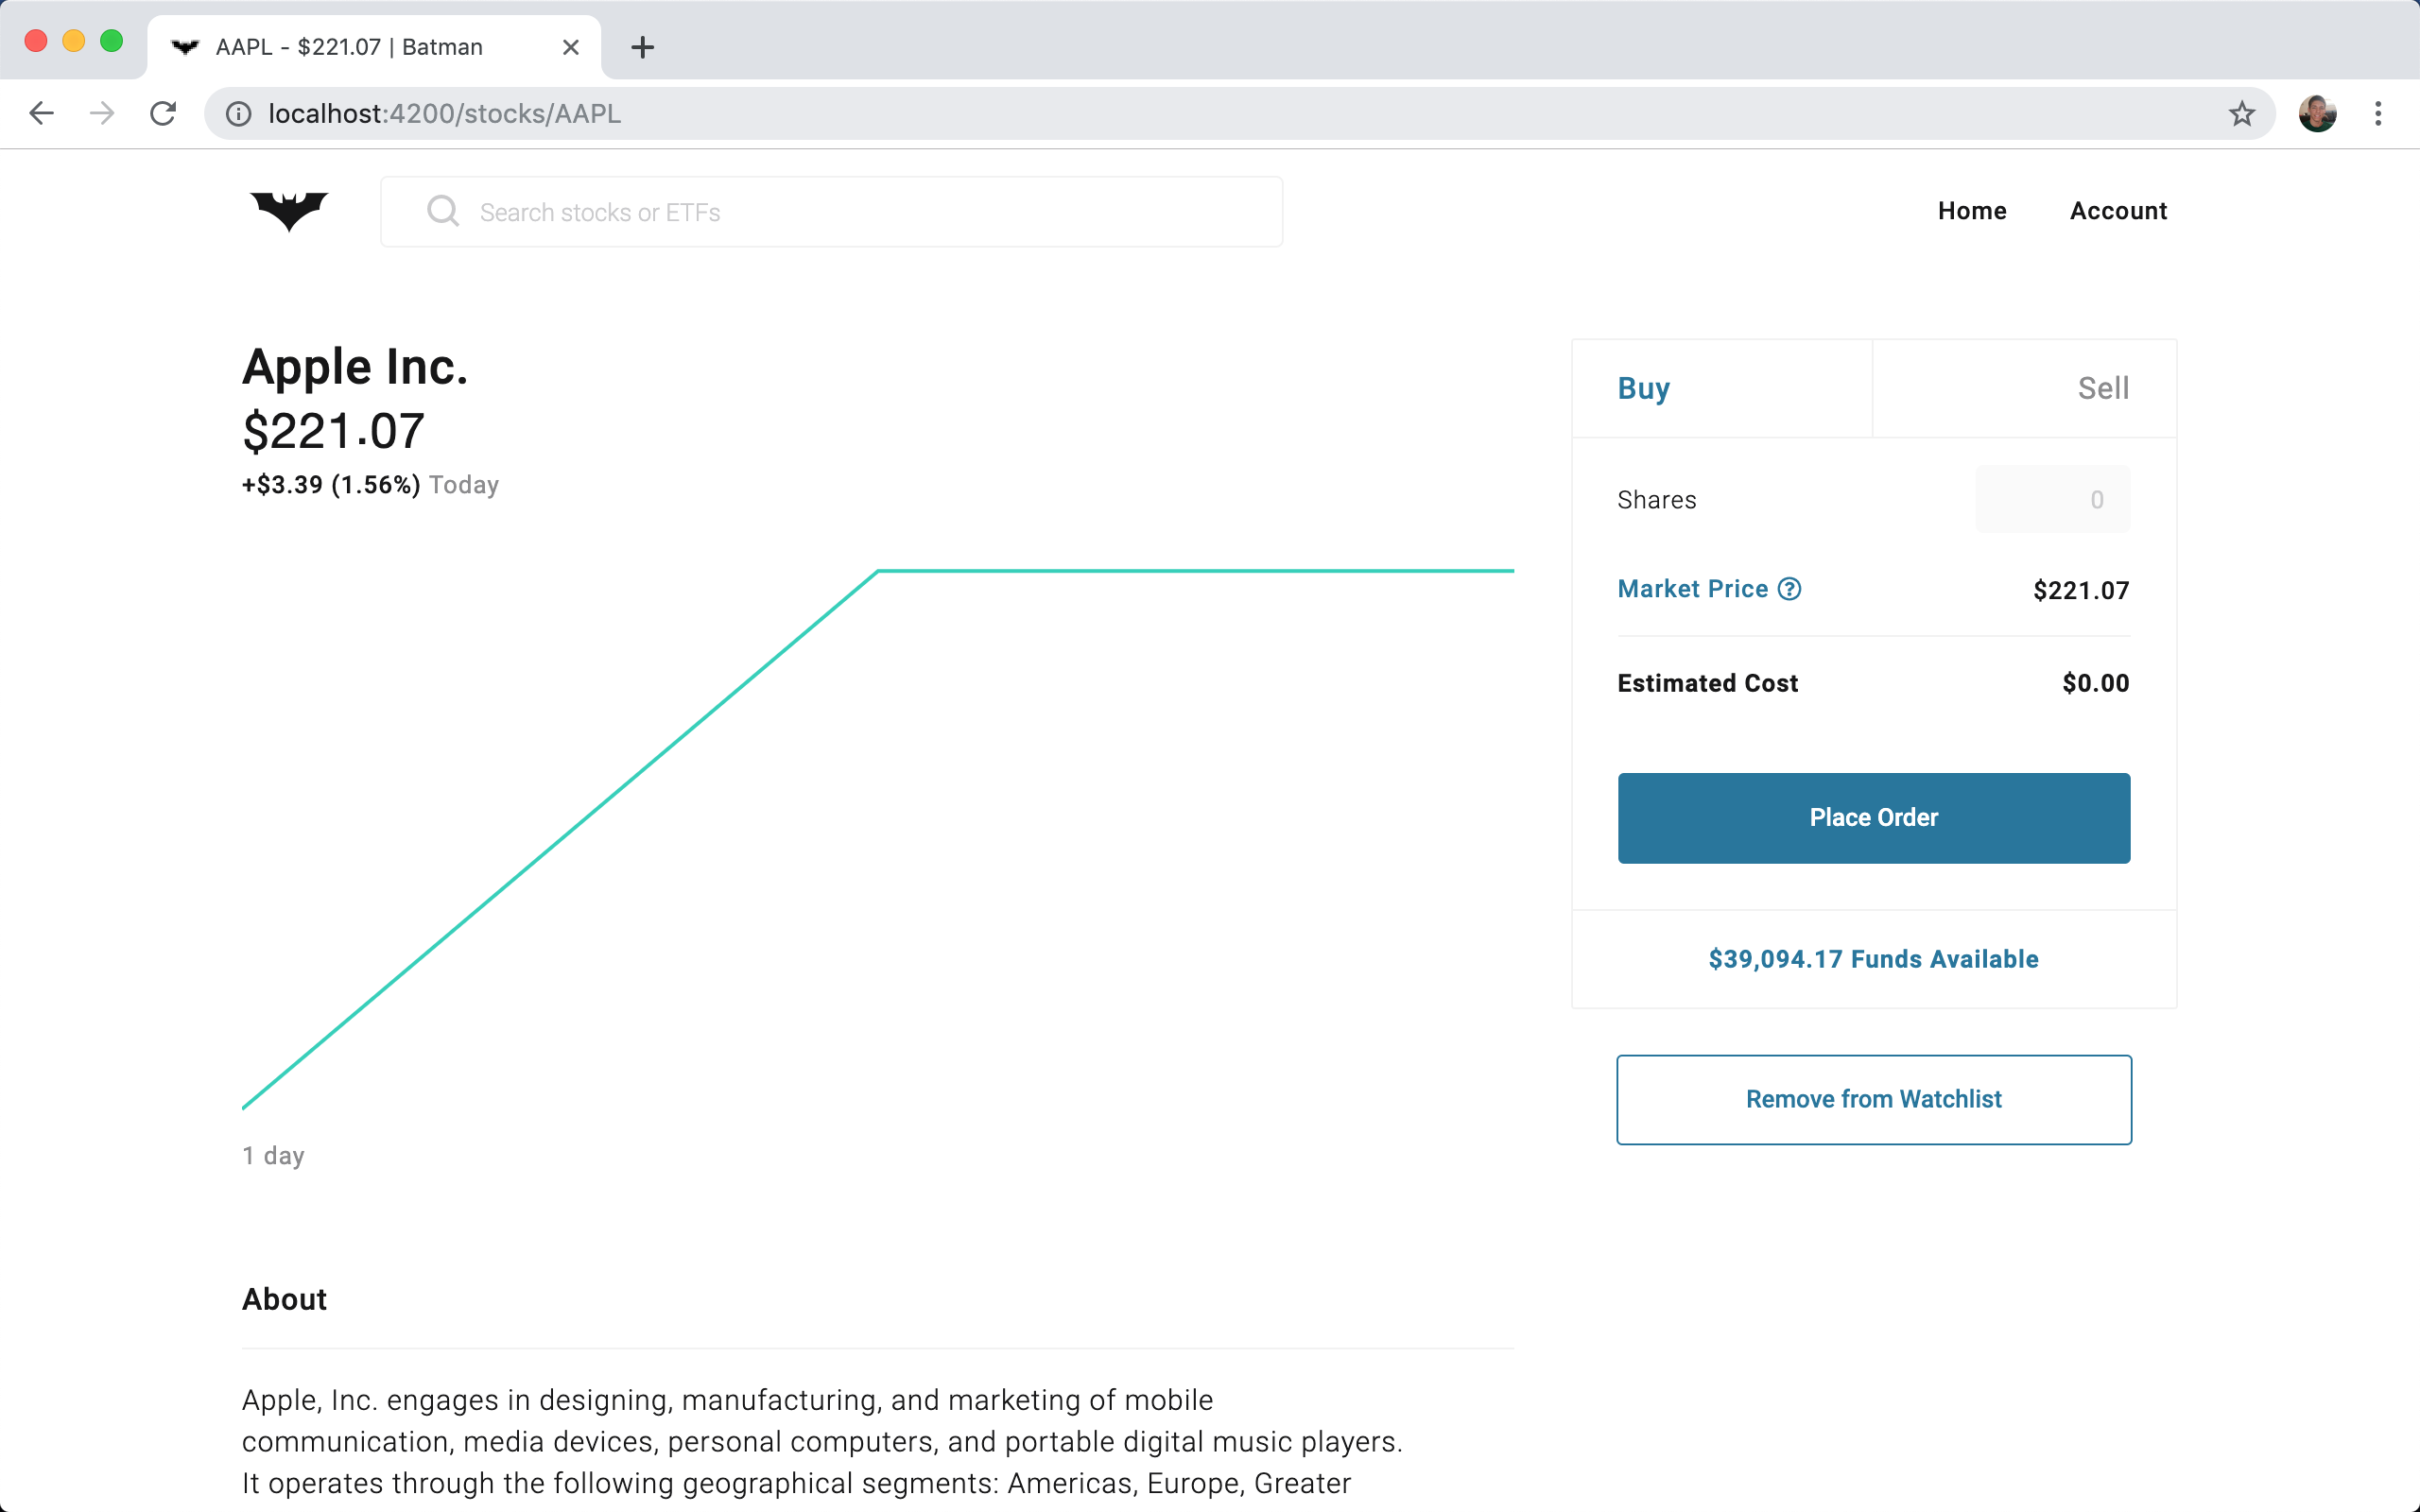 AAPL - $221.07 | Batman
localhost:4200/stocks/AAPL
Search stocks or ETFs
Home
Account
Apple Inc.
$221.07
+$3.39 (1.56%) Today
1 day
Buy
Sell
Shares
0
Market Price ?
$221.07
Estimated Cost
$0.00
Place Order
$39,094.17 Funds Available
Remove from Watchlist
About
Apple, Inc. engages in designing, manufacturing, and marketing of mobile
communication, media devices, personal computers, and portable digital music players.
It operates through the following geographical segments: Americas, Europe, Greater